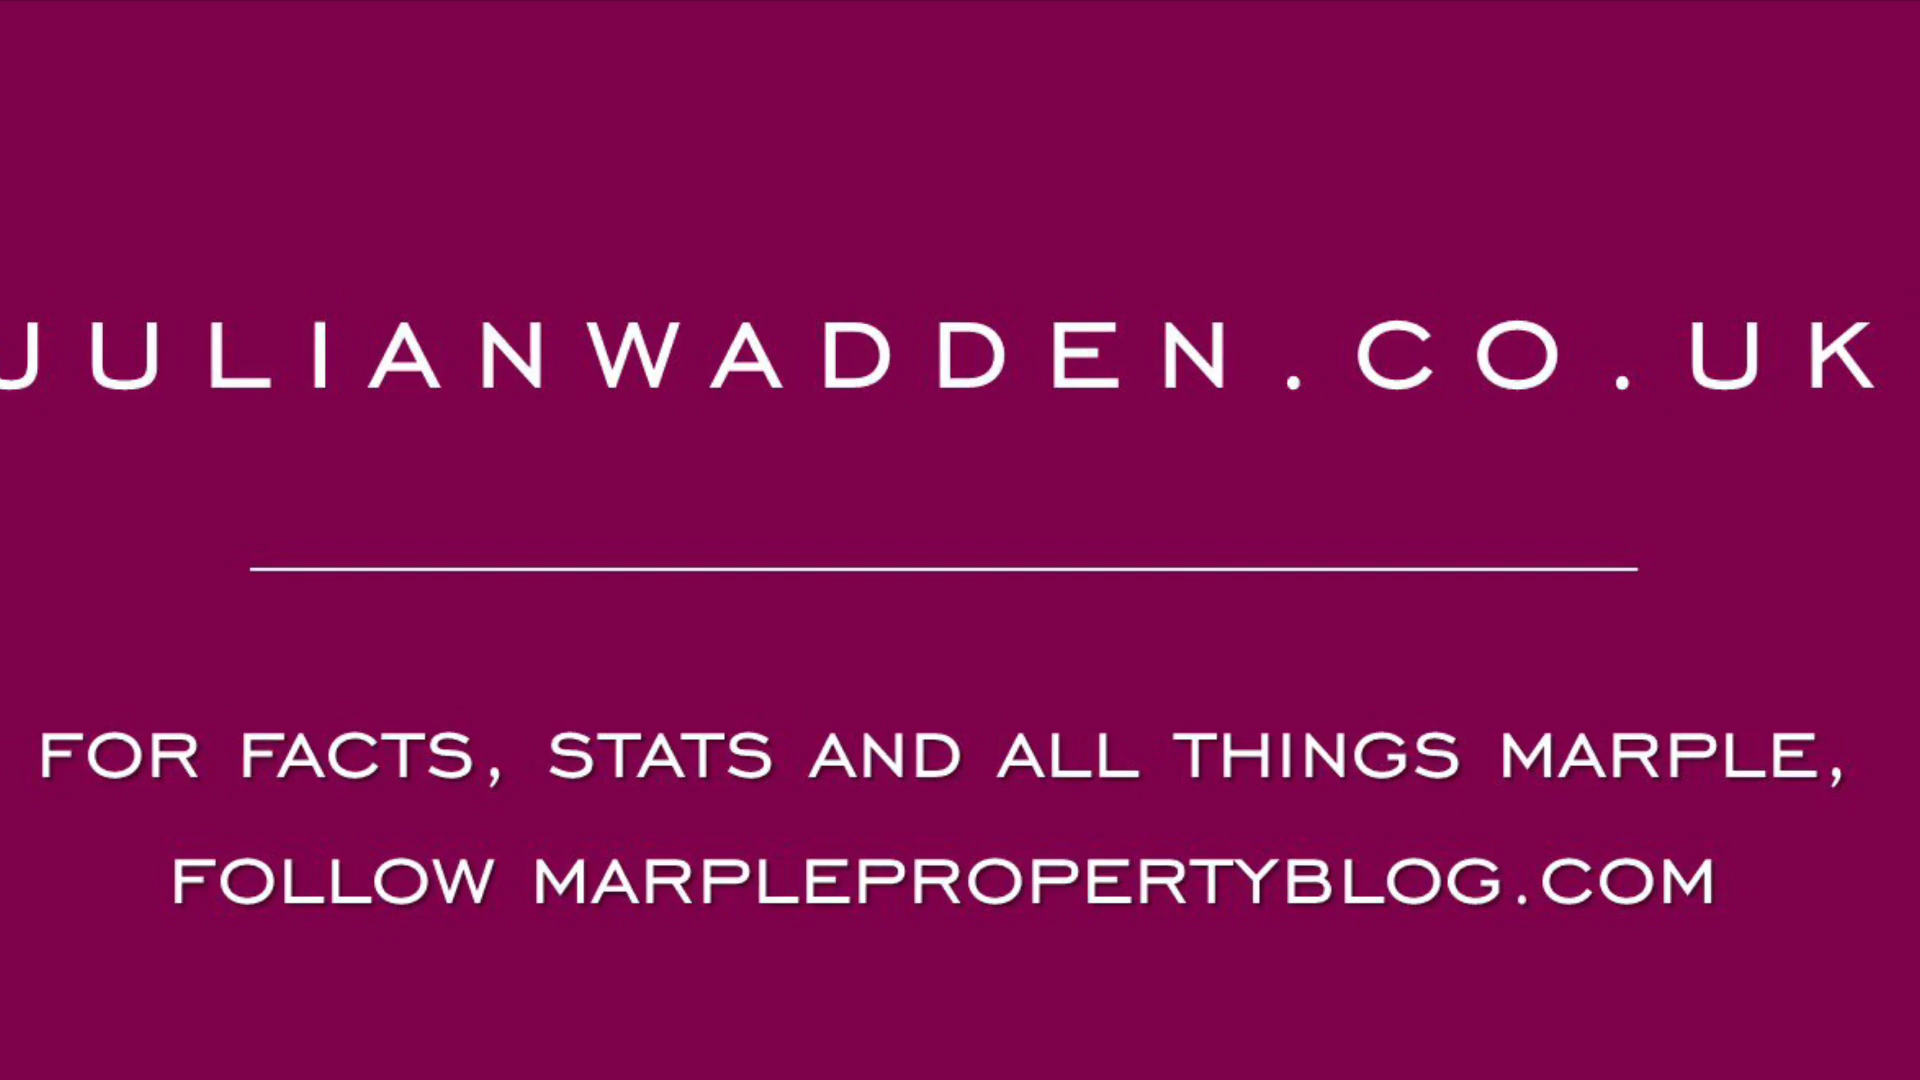 JULIANWADDEN.CO.UK
FOR FACTS, STATS AND ALL THINGS MARPLE,
FOLLOW MARPLEPROPERTYBLOG.COM